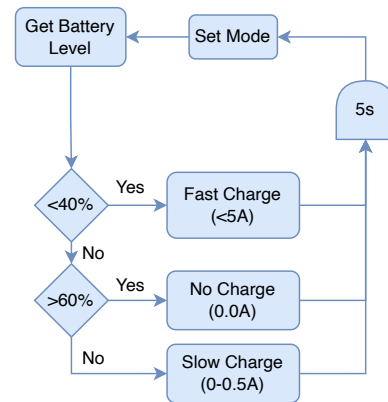 Get Battery
Level
Set Mode
5s
<40%
Yes
Fast Charge
(<5A)
No
>60%
Yes
No Charge
(0.0A)
No
Slow Charge
(0-0.5A)